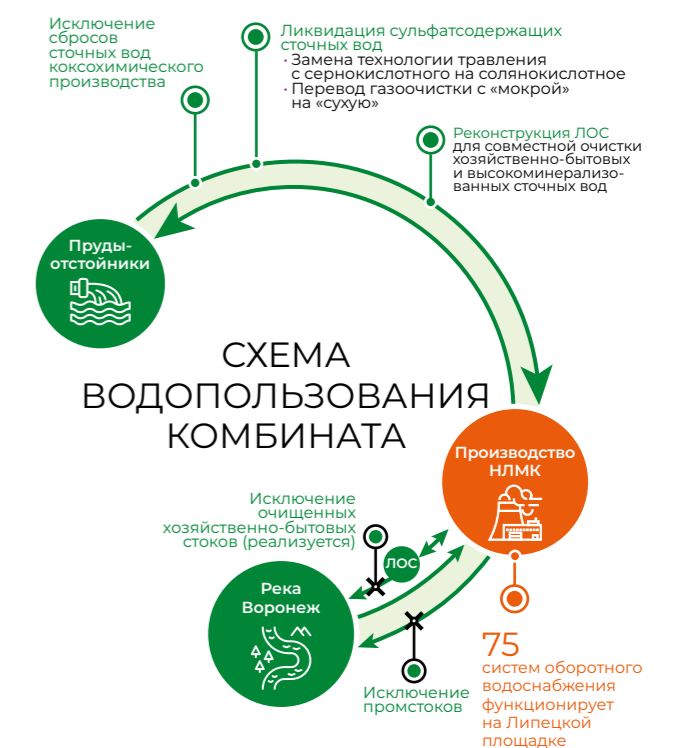 Исключение
сбросов
сточных вод
коксохимического
производства
Ликвидация сульфатсодержащих
сточных вод
· Замена технологии травления
с сернокислотного на солянокислотное
· Перевод газоочистки с «мокрой»
на «сухую»
Реконструкция ЛОС
для совместной очистки
хозяйственно-бытовых
и высокоминерализо-
ванных сточных вод
Пруды-
отстойники
СХЕМА
ВОДОПОЛЬЗОВАНИЯ
КОМБИНАТА
Производство
НЛМК
Исключение
очищенных
хозяйственно-бытовых
стоков (реализуется)
ЛОС
Река
Воронеж
Исключение
промстоков
75
систем оборотного
водоснабжения
функционирует
на Липецкой
площадке